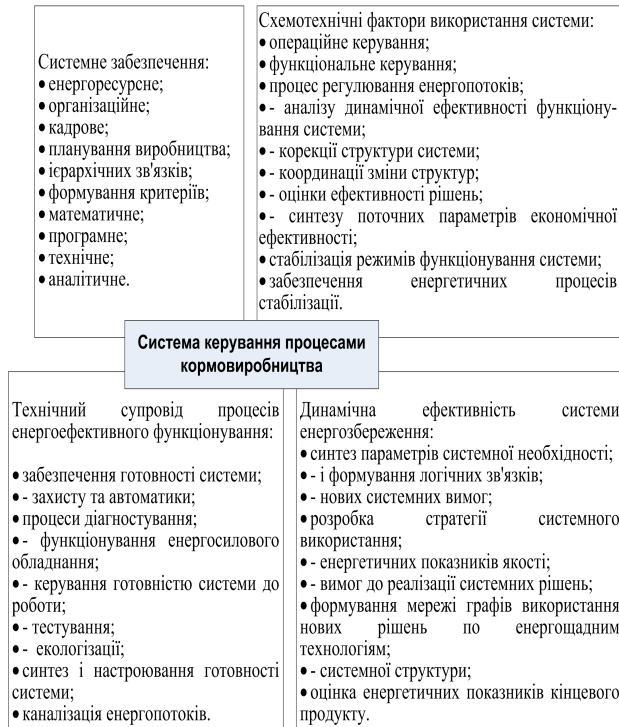 Системне забезпечення:
• енергоресурсне;
• організаційне;
• кадрове;
• планування виробництва;
• ієрархічних зв'язків;
• формування критеріїв;
• математичне;
• програмне;
• технічне;
• аналітичне.
Схемотехнічні фактори використання системи:
• операційне керування;
• функціональне керування;
• процес регулювання енергопотоків;
• - аналізу динамічної ефективності функціону-
вання системи;
• - корекції структури системи;
• - координації зміни структур;
• - оцінки ефективності рішень;
• - синтезу поточних параметрів економічної
ефективності;
• стабілізація режимів функціонування системи;
• забезпечення енергетичних процесів
стабілізації.
Система керування процесами
кормовиробництва
Технічний супровід процесів
енергоефективного функціонування:
• забезпечення готовності системи;
• - захисту та автоматики;
• процеси діагностування;
• - функціонування енергосилового
обладнання;
• - керування готовністю системи до
роботи;
• - тестування;
• - екологізації;
• синтез і настроювання готовності
системи;
• каналізація енергопотоків.
Динамічна ефективність системи
енергозбереження:
• синтез параметрів системної необхідності;
• - і формування логічних зв'язків;
• - нових системних вимог;
• розробка стратегії системного
використання;
• - енергетичних показників якості;
• - вимог до реалізації системних рішень;
• формування мережі графів використання
нових рішень по енергощадним
технологіям;
• - системної структури;
• оцінка енергетичних показників кінцевого
продукту.